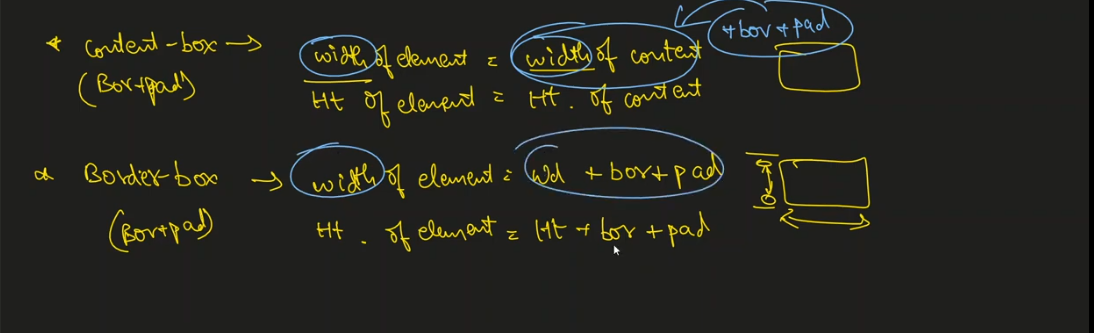 +bor+pad
* Content-box → width of element = width of content
(Bor+pad) Ht of element = Ht. of content
* Border-box → width of element = Wd + bor + pad
(Bor+pad) Ht. of element = Ht + bor + pad